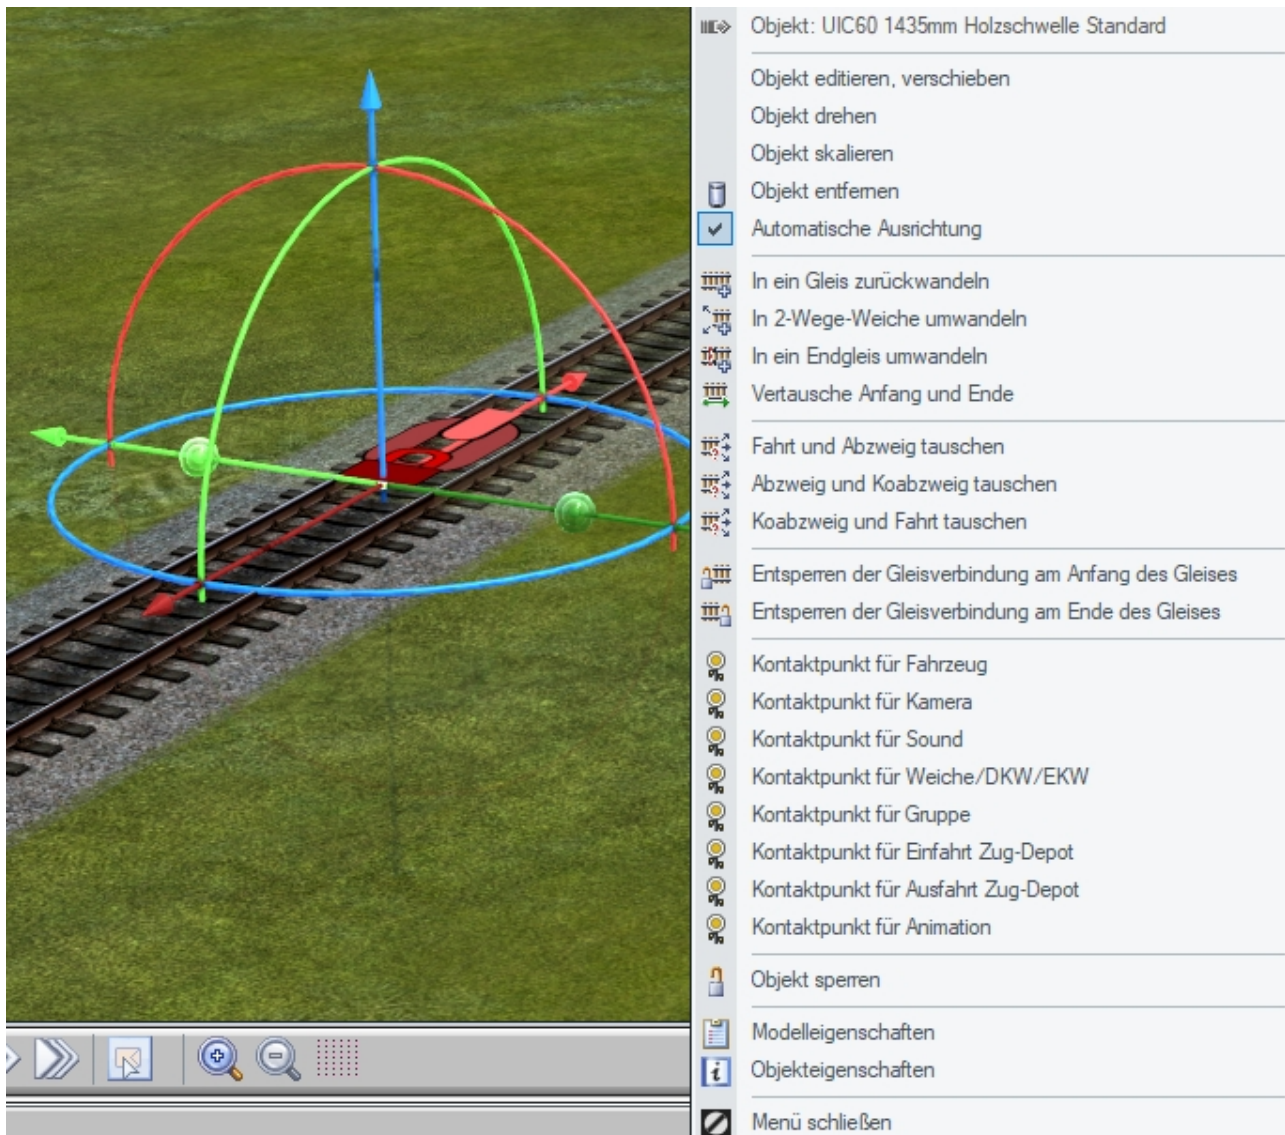 Objekt: UIC60 1435mm Holzschwelle Standard
Objekt editieren, verschieben
Objekt drehen
Objekt skalieren
Objekt entfernen
Automatische Ausrichtung
In ein Gleis zurückwandeln
In 2-Wege-Weiche umwandeln
In ein Endgleis umwandeln
Vertausche Anfang und Ende
Fahrt und Abzweig tauschen
Abzweig und Koabzweig tauschen
Koabzweig und Fahrt tauschen
Entsperren der Gleisverbindung am Anfang des Gleises
Entsperren der Gleisverbindung am Ende des Gleises
Kontaktpunkt für Fahrzeug
Kontaktpunkt für Kamera
Kontaktpunkt für Sound
Kontaktpunkt für Weiche/DKW/EKW
Kontaktpunkt für Gruppe
Kontaktpunkt für Einfahrt Zug-Depot
Kontaktpunkt für Ausfahrt Zug-Depot
Kontaktpunkt für Animation
Objekt sperren
Modelleigenschaften
Objekteigenschaften
Menü schließen